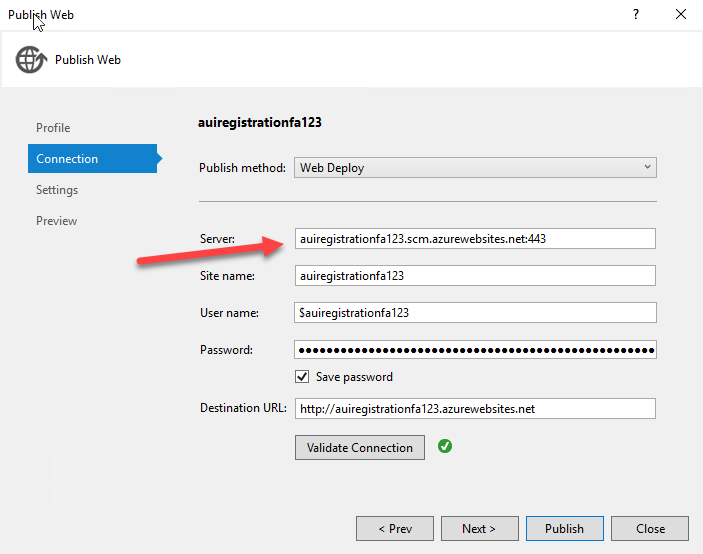 Publish Web
?
Publish Web
auiregistrationfa123
Profile
Connection
Settings
Preview
Publish method: Web Deploy
Server: auiregistrationfa123.scm.azurewebsites.net:443
Site name: auiregistrationfa123
User name: $auiregistrationfa123
Password: ●●●●●●●●●●●●●●●●●●●●●●●●●●●●●●●●●●●●●●●●●●●●●●●●●●●
Save password
Destination URL: http://auiregistrationfa123.azurewebsites.net
Validate Connection
< Prev Next > Publish Close